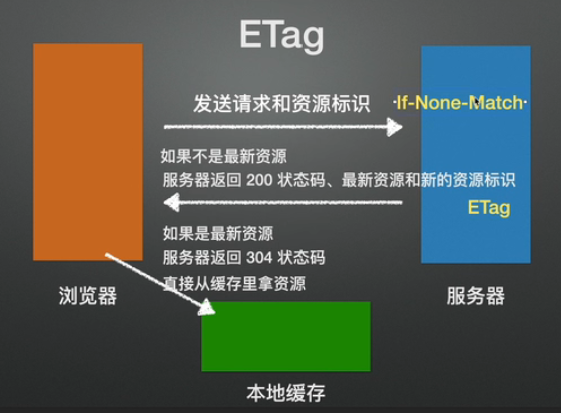 ETag
发送请求和资源标识
If-None-Match
如果不是最新资源
服务器返回 200 状态码、最新资源和新的资源标识
ETag
如果是最新资源
服务器返回 304 状态码
直接从缓存里拿资源
浏览器
服务器
本地缓存